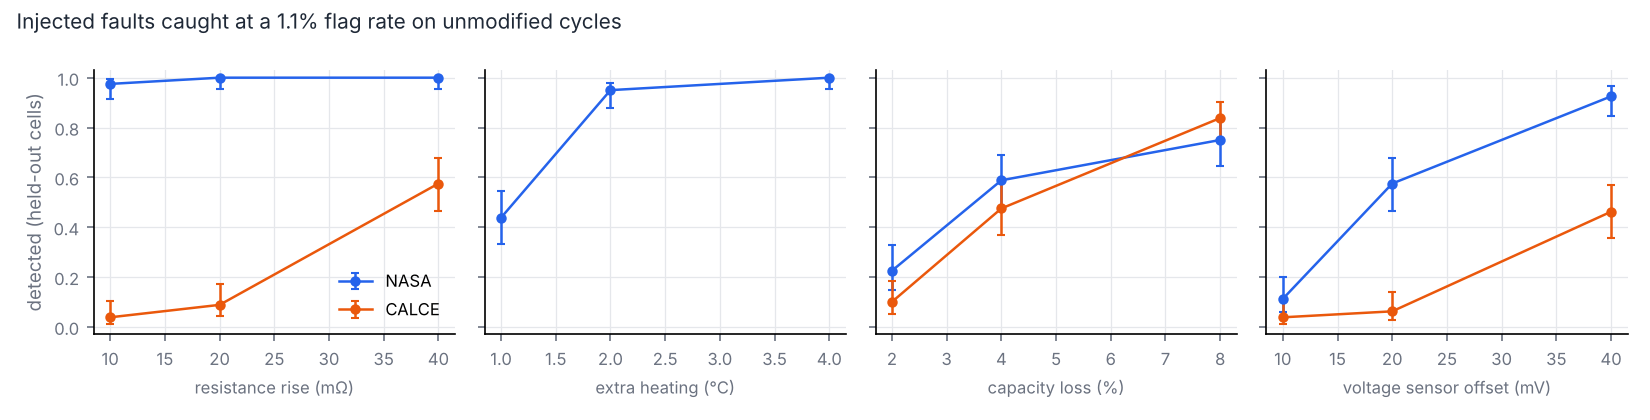 Injected faults caught at a 1.1% flag rate on unmodified cycles
detected (held-out cells)
1.0
0.8
0.6
0.4
0.2
0.0
NASA
CALCE
10 15 20 25 30 35 40
resistance rise (mΩ)
1.0 1.5 2.0 2.5 3.0 3.5 4.0
extra heating (°C)
2 3 4 5 6 7 8
capacity loss (%)
10 15 20 25 30 35 40
voltage sensor offset (mV)